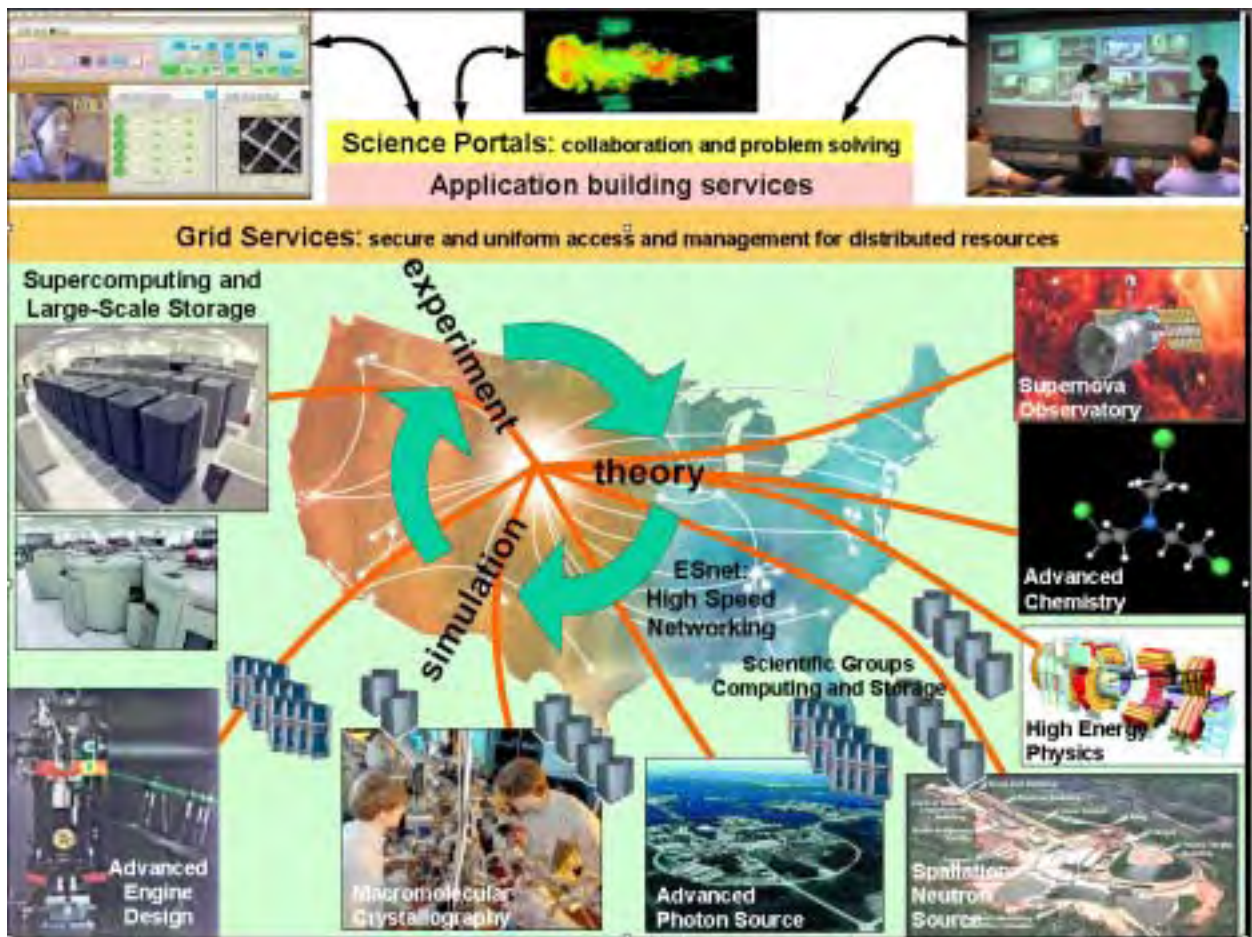 Science Portals: collaboration and problem solving
Application building services
Grid Services: secure and uniform access and management for distributed resources
Supercomputing and
Large-Scale Storage
experiment
theory
simulation
ESnet:
High Speed
Networking
Scientific Groups
Computing and Storage
Supernova
Observatory
Advanced
Chemistry
High Energy
Physics
Advanced
Engine
Design
Macromolecular
Crystallography
Advanced
Photon Source
Spallation
Neutron
Source